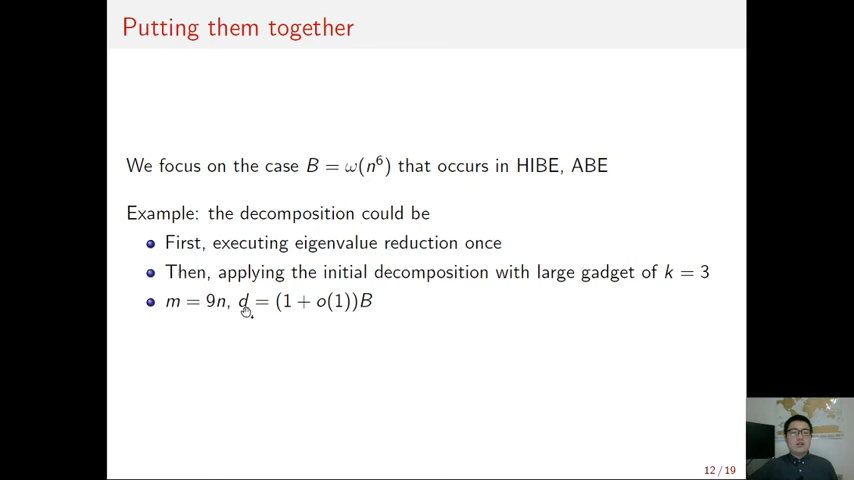 Putting them together
We focus on the case B = ω(n⁶) that occurs in HIBE, ABE
Example: the decomposition could be
First, executing eigenvalue reduction once
Then, applying the initial decomposition with large gadget of k = 3
m = 9n, d = (1 + o(1))B
12 / 19